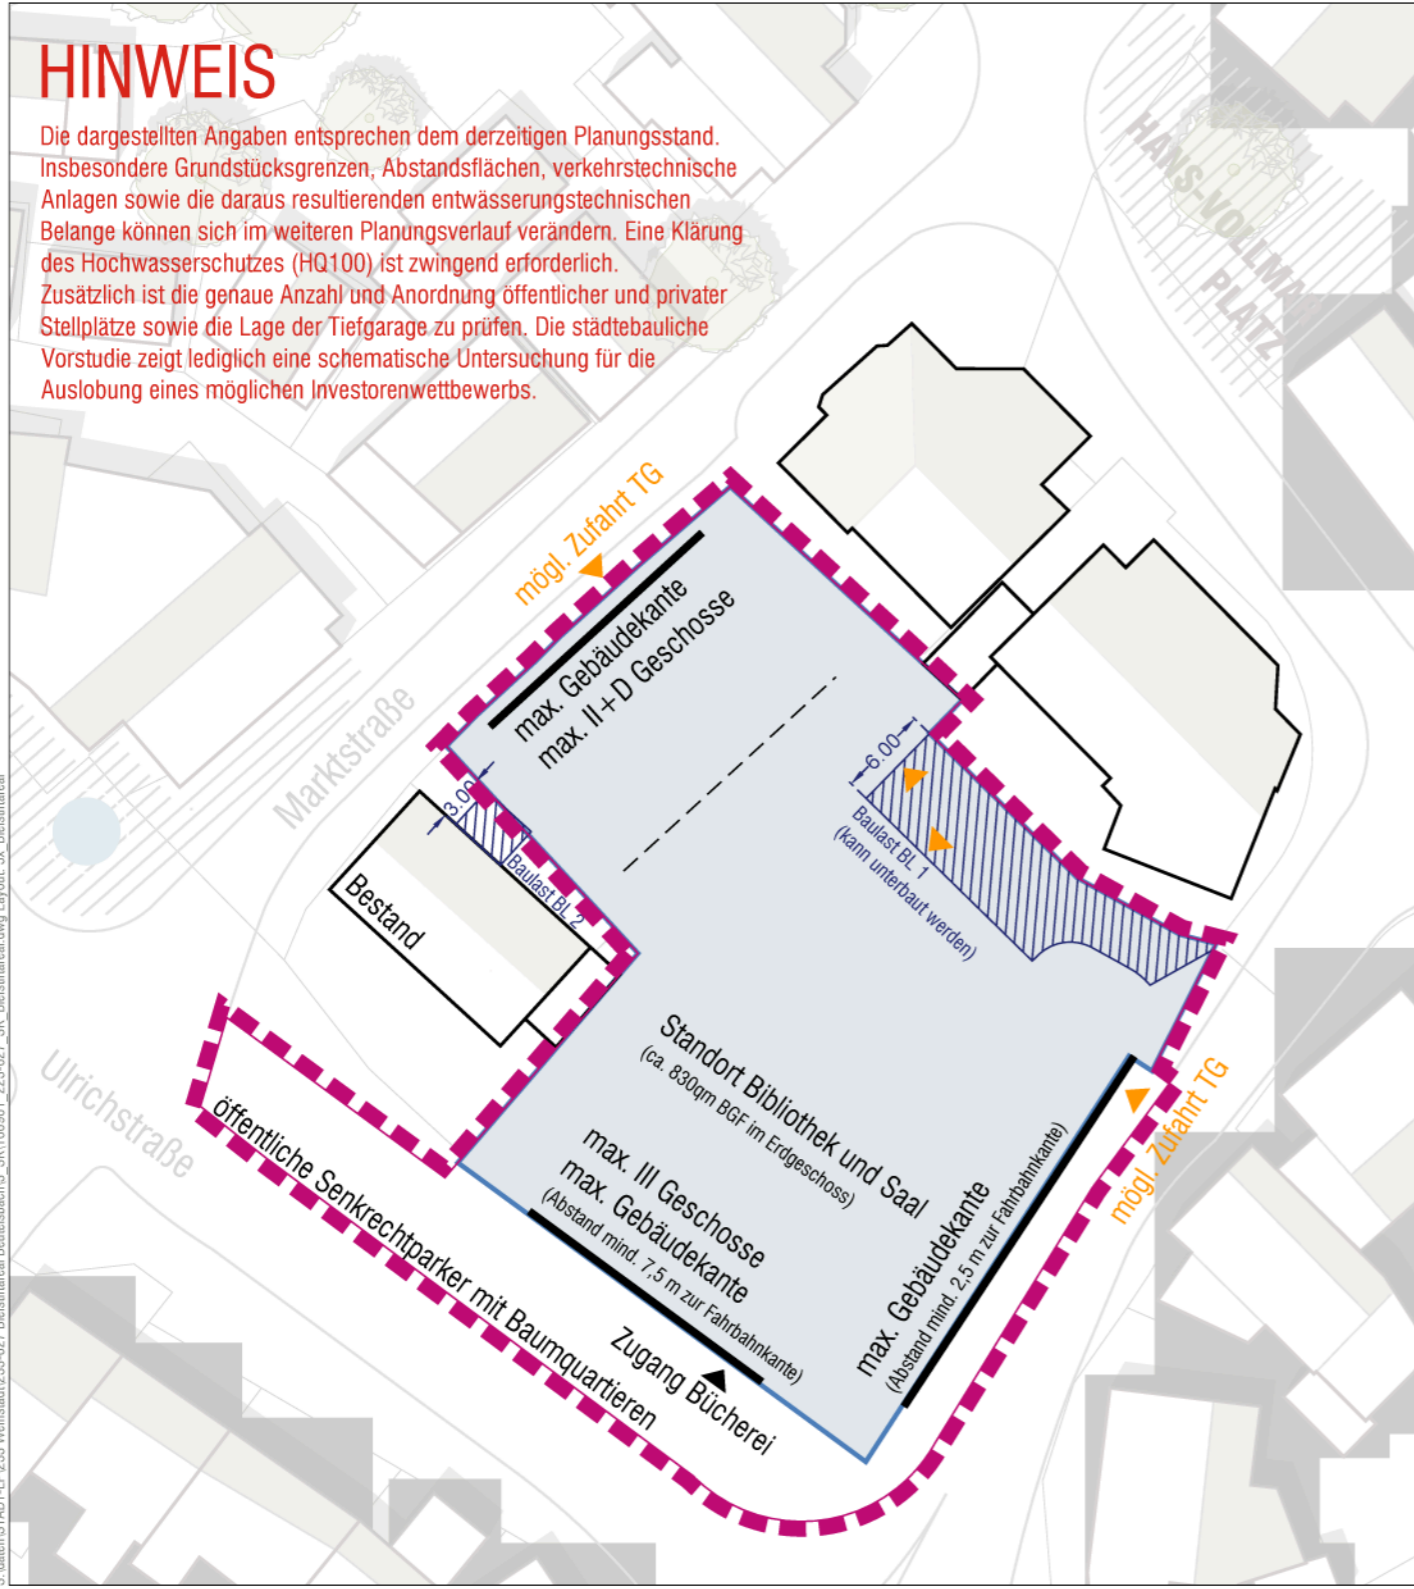 HINWEIS
Die dargestellten Angaben entsprechen dem derzeitigen Planungsstand.
Insbesondere Grundstücksgrenzen, Abstandsflächen, verkehrstechnische
Anlagen sowie die daraus resultierenden entwässerungstechnischen
Belange können sich im weiteren Planungsverlauf verändern. Eine Klärung
des Hochwasserschutzes (HQ100) ist zwingend erforderlich.
Zusätzlich ist die genaue Anzahl und Anordnung öffentlicher und privater
Stellplätze sowie die Lage der Tiefgarage zu prüfen. Die städtebauliche
Vorstudie zeigt lediglich eine schematische Untersuchung für die
Auslobung eines möglichen Investorenwettbewerbs.
HANS-VOLLMAR
PLATZ
mögl. Zufahrt TG
max. Gebäudekante
max. II+D Geschosse
Marktstraße
3.00
Baulast BL 2
6.00
Baulast BL 1
(kann unterbaut werden)
Bestand
Ulrichstraße
Standort Bibliothek und Saal
(ca. 830qm BGF im Erdgeschoss)
max. III Geschosse
max. Gebäudekante
(Abstand mind. 7,5 m zur Fahrbahnkante)
max. Gebäudekante
(Abstand mind. 2,5 m zur Fahrbahnkante)
mögl. Zufahrt TG
öffentliche Senkrechtparker mit Baumquartieren
Zugang Bücherei